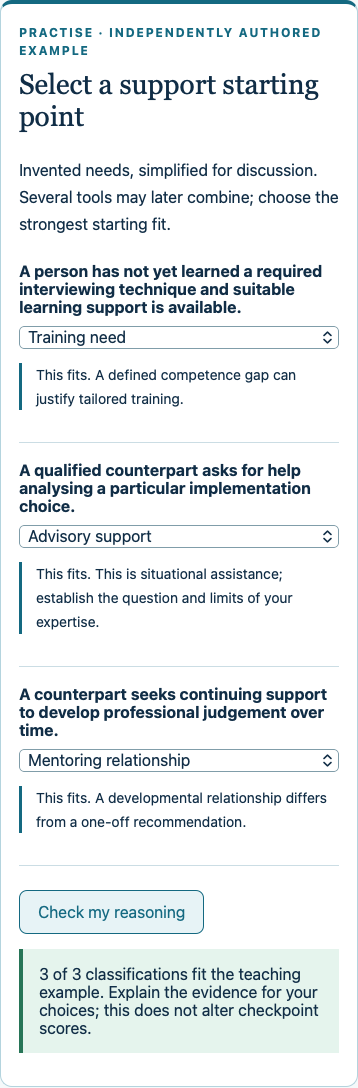 PRACTISE · INDEPENDENTLY AUTHORED
EXAMPLE
Select a support starting
point
Invented needs, simplified for discussion.
Several tools may later combine; choose the
strongest starting fit.
A person has not yet learned a required
interviewing technique and suitable
learning support is available.
Training need
This fits. A defined competence gap can
justify tailored training.
A qualified counterpart asks for help
analysing a particular implementation
choice.
Advisory support
This fits. This is situational assistance;
establish the question and limits of your
expertise.
A counterpart seeks continuing support
to develop professional judgement over
time.
Mentoring relationship
This fits. A developmental relationship differs
from a one-off recommendation.
Check my reasoning
3 of 3 classifications fit the teaching
example. Explain the evidence for your
choices; this does not alter checkpoint
scores.